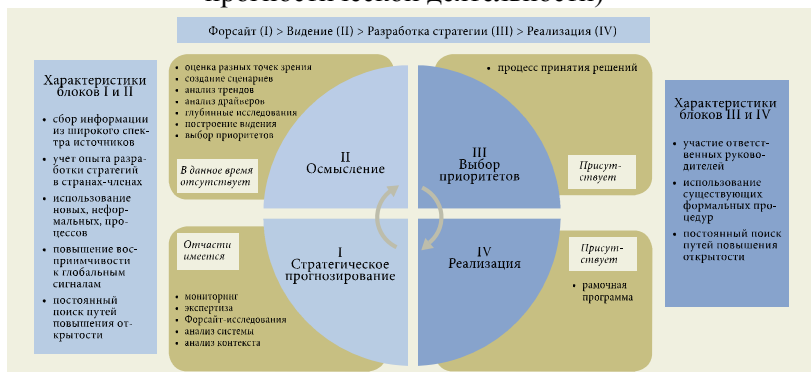 прогностической деятельности)
Форсайт (I) > Видение (II) > Разработка стратегии (III) > Реализация (IV)
Характеристики
блоков I и II
• сбор информации
из широкого спек-
тра источников
• учет опыта разра-
ботки стратегий
в странах-членах
• использование
новых, нефор-
мальных, про-
цессов
• повышение вос-
приимчивости
к глобальным
сигналам
• постоянный
поиск путей
повышения от-
крытости
• оценка разных точек зрения
• создание сценариев
• анализ трендов
• анализ драйверов
• глубинные исследования
• построение видения
• выбор приоритетов
В данное время
отсутствует
II
Осмысление
III
Выбор
приоритетов
• процесс принятия решений
Присут-
ствует
Отчасти
имеется
I
Стратегическое
прогнозирование
• мониторинг
• экспертиза
• Форсайт-исследования
• анализ системы
• анализ контекста
IV
Реализация
Присут-
ствует
• рамочная
программа
Характеристики
блоков III и IV
• участие ответст-
венных руково-
дителей
• использование
существующих
формальных про-
цедур
• постоянный поиск
путей повышения
открытости